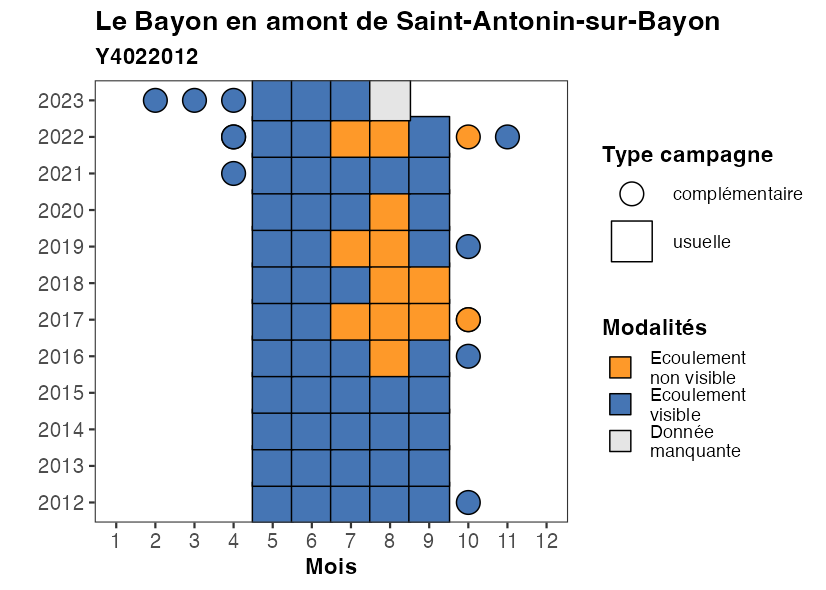 Le Bayon en amont de Saint-Antonin-sur-Bayon
Y4022012
2023
2022
2021
2020
2019
2018
2017
2016
2015
2014
2013
2012
1 2 3 4 5 6 7 8 9 10 11 12
Mois
Type campagne
complémentaire
usuelle
Modalités
Ecoulement
non visible
Ecoulement
visible
Donnée
manquante